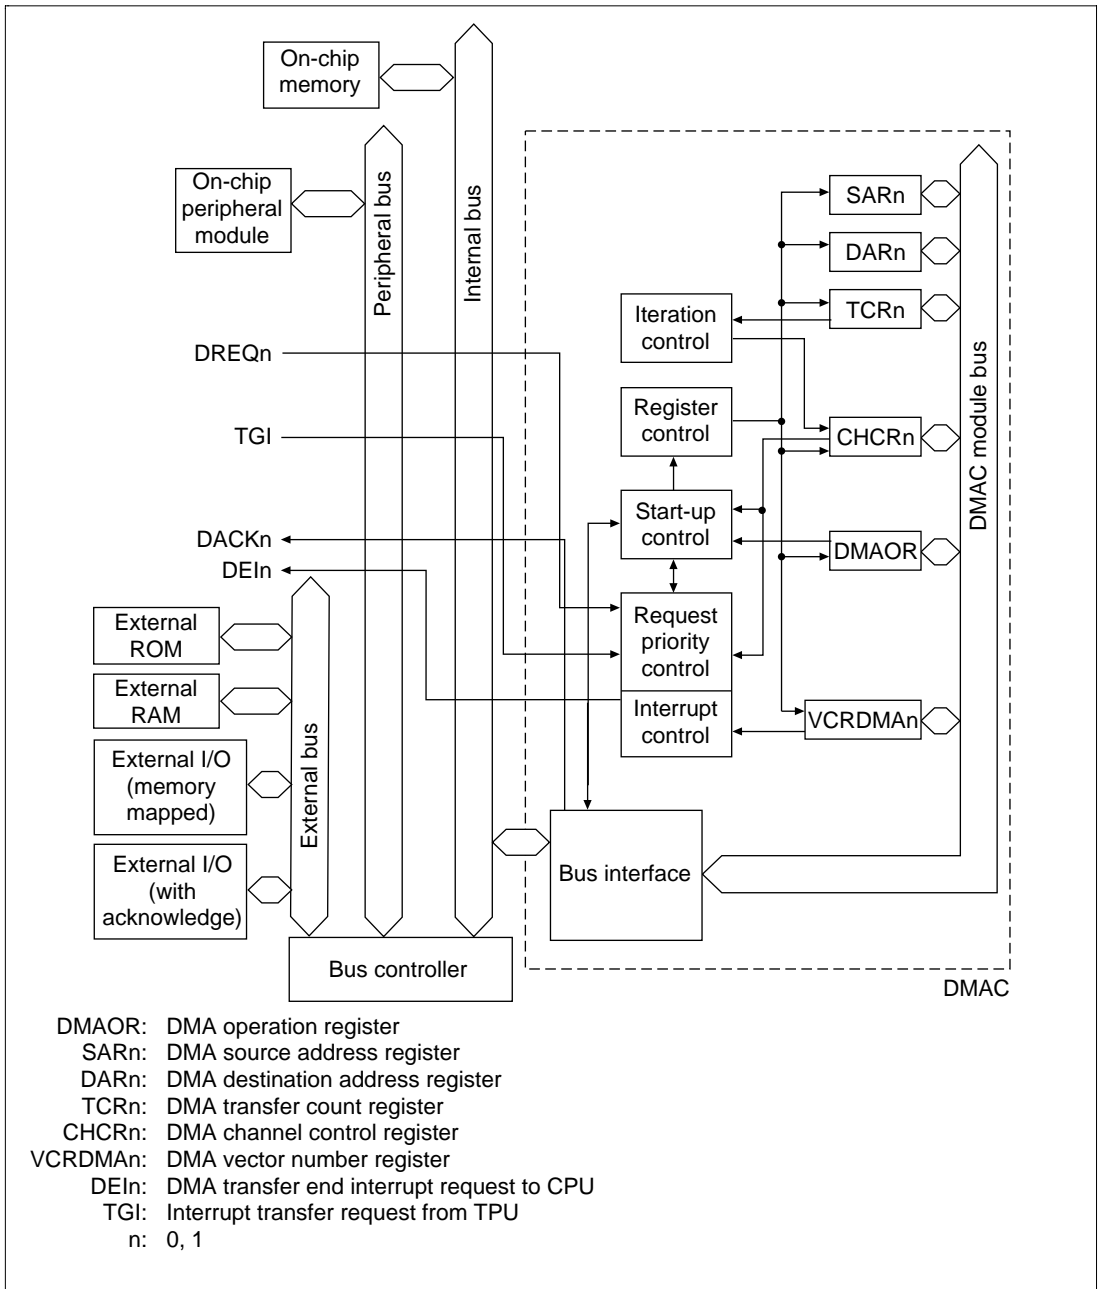 On-chip
memory
On-chip
peripheral
module
Peripheral bus
Internal bus
SARn
DARn
TCRn
Iteration
control
DREQn
Register
control
TGI
CHCRn
DMAC module bus
Start-up
control
DACKn
DMAOR
DEIn
External
ROM
Request
priority
control
External
RAM
Interrupt
control
VCRDMAn
External I/O
(memory
mapped)
External bus
External I/O
(with
acknowledge)
Bus interface
Bus controller
DMAC
DMAOR: DMA operation register
SARn: DMA source address register
DARn: DMA destination address register
TCRn: DMA transfer count register
CHCRn: DMA channel control register
VCRDMAn: DMA vector number register
DEIn: DMA transfer end interrupt request to CPU
TGI: Interrupt transfer request from TPU
n: 0, 1